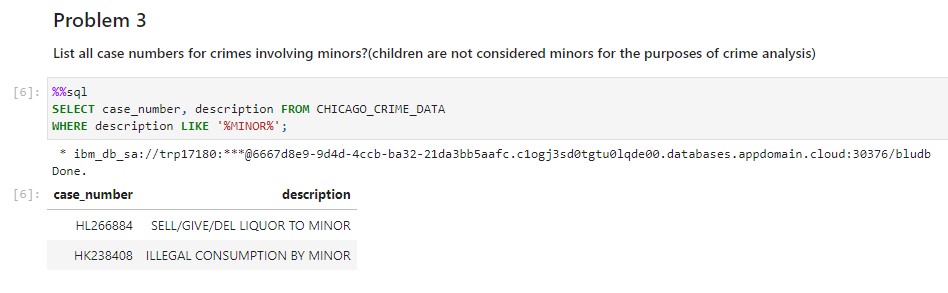 Problem 3
List all case numbers for crimes involving minors?(children are not considered minors for the purposes of crime analysis)
[6]: %%sql
SELECT case_number, description FROM CHICAGO_CRIME_DATA
WHERE description LIKE '%MINOR%';
* ibm_db_sa://trp17180:***@6667d8e9-9d4d-4ccb-ba32-21da3bb5aafc.c1ogj3sd0tgtu0lqde00.databases.appdomain.cloud:30376/bludb
Done.
[6]: case_number description
HL266884 SELL/GIVE/DEL LIQUOR TO MINOR
HK238408 ILLEGAL CONSUMPTION BY MINOR